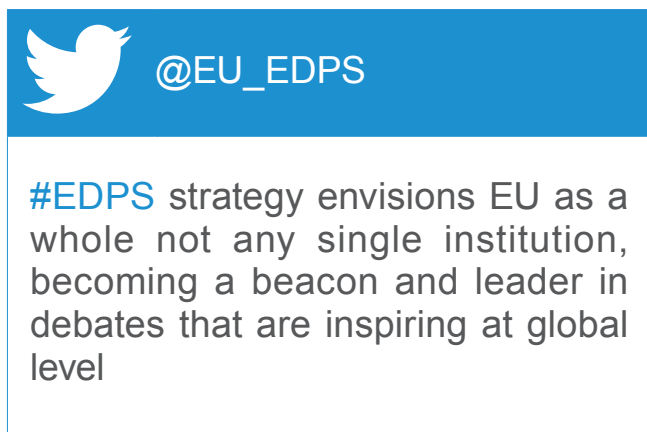 @EU_EDPS
#EDPS strategy envisions EU as a
whole not any single institution,
becoming a beacon and leader in
debates that are inspiring at global
level